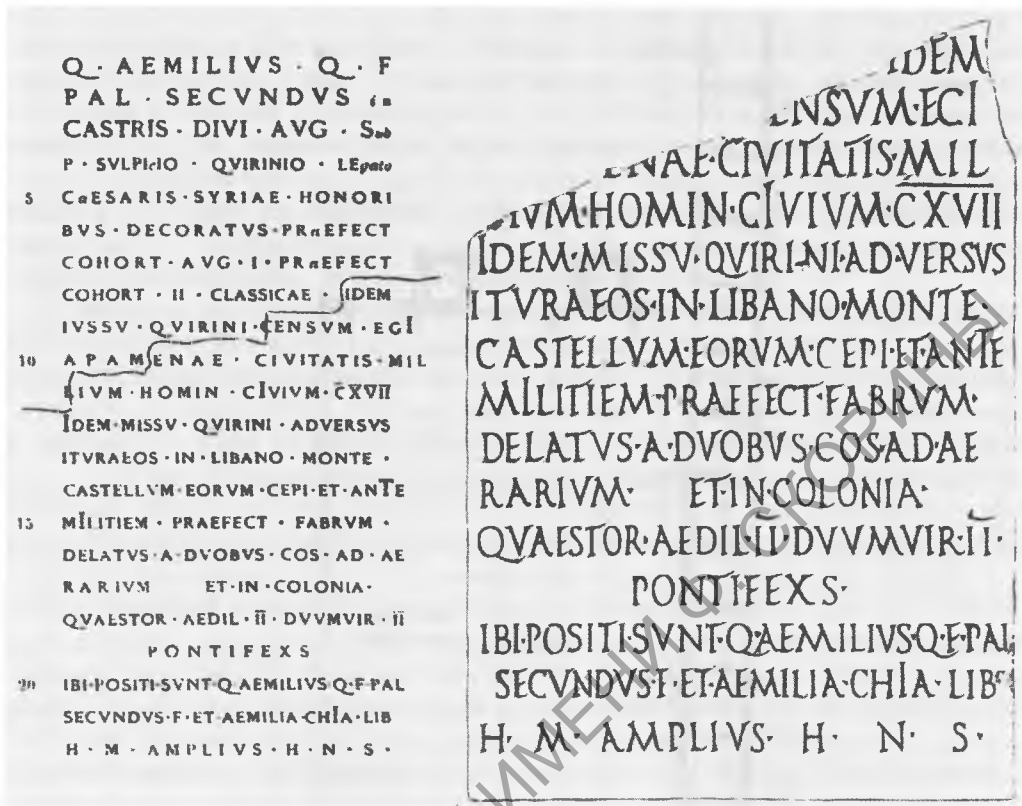 Q · AEMILIVS · Q · F
PAL · SECVNDVS in
CASTRIS · DIVI · AVG · Sub
P · SVLPicIO · QVIRINIO · LEgato
5 CaESARIS · SYRIAE · HONORI
BVS · DECORATVS · PRaEFECT
COHORT · AVG · I · PRaEFECT
COHORT · II · CLASSICAE IDEM
IVSSV · QVIRINI · CENSVM · EGI
10 APAMENAE · CIVITATIS · MIL
LIVM · HOMIN · CIVIVM · CXVII
IDEM · MISSV · QVIRINI · ADVERSVS
ITVRAEOS · IN · LIBANO · MONTE ·
CASTELLVM · EORVM · CEPI · ET · ANTE
15 MILITIEM · PRAEFECT · FABRVM ·
DELATVS · A · DVOBVS · COS · AD · AE
RARIVM ET · IN · COLONIA ·
QVAESTOR · AEDIL · II · DVVMVIR · II
PONTIFEXS
20 IBI · POSITI · SVNT · Q · AEMILIVS · Q · F · PAL
SECVNDVS · F · ET · AEMILIA · CHIA · LIB
H · M · AMPLIVS · H · N · S ·
IDEM
ENSVM · ECI
ENAE · CIVITATIS · MIL
IVM · HOMIN · CIVIVM · CXVII
IDEM · MISSV · QVIRINI · ADVERSVS
ITVRAEOS · IN · LIBANO · MONTE ·
CASTELLVM · EORVM · CEPI · ET · ANTE
MILITIEM · PRAEFECT · FABRVM ·
DELATVS · A · DVOBVS · COS · AD · AE
RARIVM · ET · IN · COLONIA ·
QVAESTOR · AEDIL · II · DVVMVIR · II
PONTIFEXS ·
IBI · POSITI · SVNT · Q · AEMILIVS · Q · F · PAL
SECVNDVS · F · ET · AEMILIA · CHIA · LIB
H · M · AMPLIVS · H · N · S ·
ИМЕНИ Ф. СКОРИНЫ